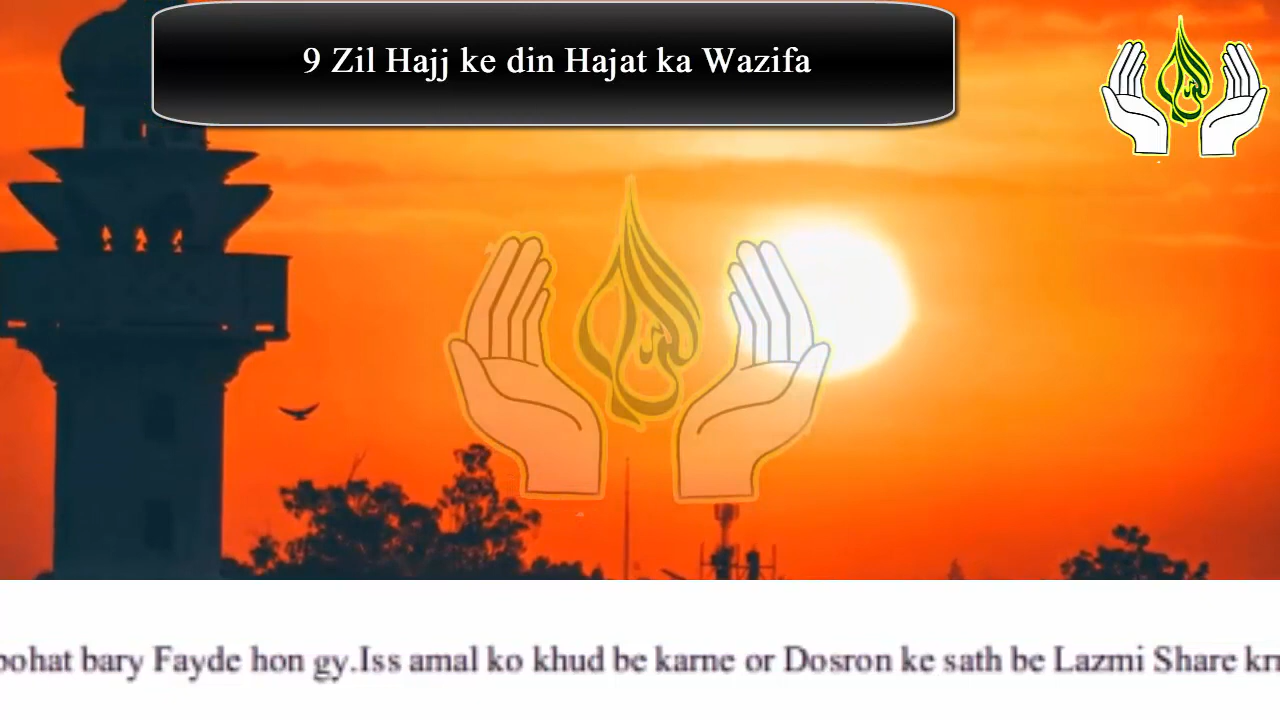 9 Zil Hajj ke din Hajat ka Wazifa
bohat bary Fayde hon gy.Iss amal ko khud be karne or Dosron ke sath be Lazmi Share